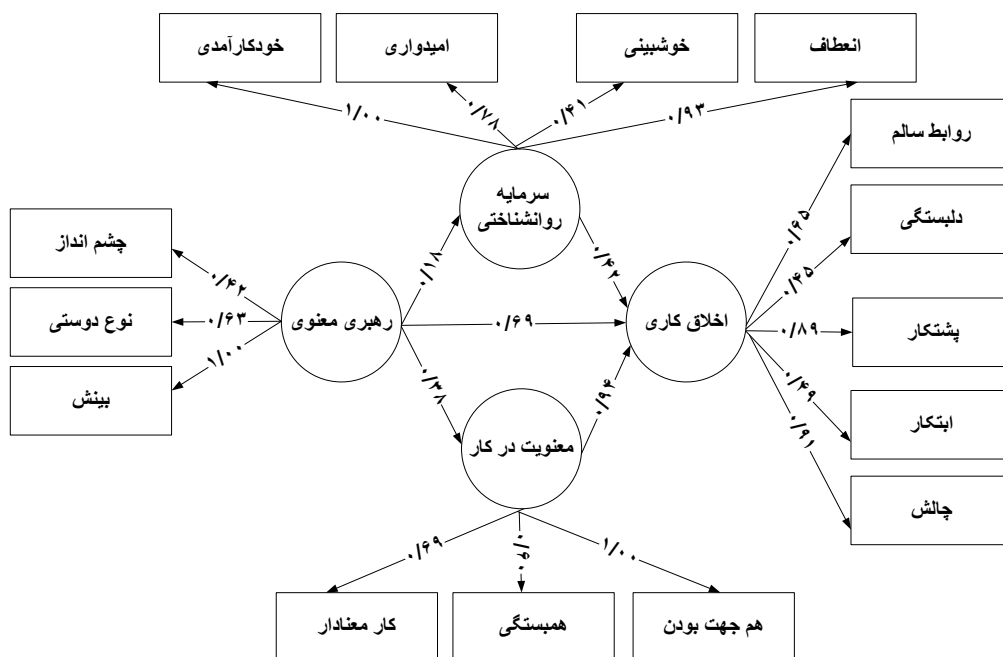 انعطاف
خوشبینی
امیدواری
خودکارآمدی
۰/۹۳
۰/۴۱
۰/۷۸
۱/۰۰
روابط سالم
دلبستگی
پشتکار
ابتکار
چالش
۰/۶۵
۰/۴۵
۰/۸۹
۰/۴۹
۰/۹۱
سرمایه
روانشناختی
اخلاق کاری
رهبری معنوی
معنویت در کار
۰/۴۲
۰/۱۸
۰/۶۹
۰/۳۸
۰/۹۴
چشم انداز
نوع دوستی
بینش
۰/۴۲
۰/۶۳
۱/۰۰
۱/۰۰
۰/۶۰
۰/۶۹
هم جهت بودن
همبستگی
کار معنادار